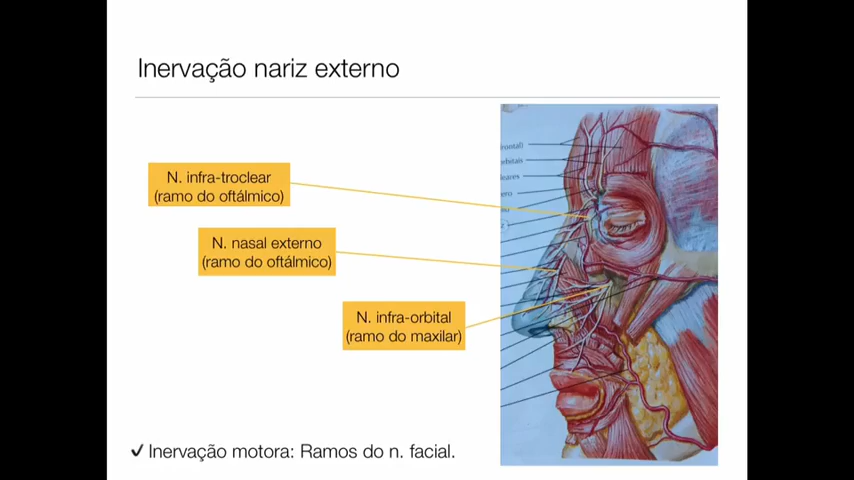 Inervação nariz externo
N. infra-troclear
(ramo do oftálmico)
N. nasal externo
(ramo do oftálmico)
N. infra-orbital
(ramo do maxilar)
✔ Inervação motora: Ramos do n. facial.